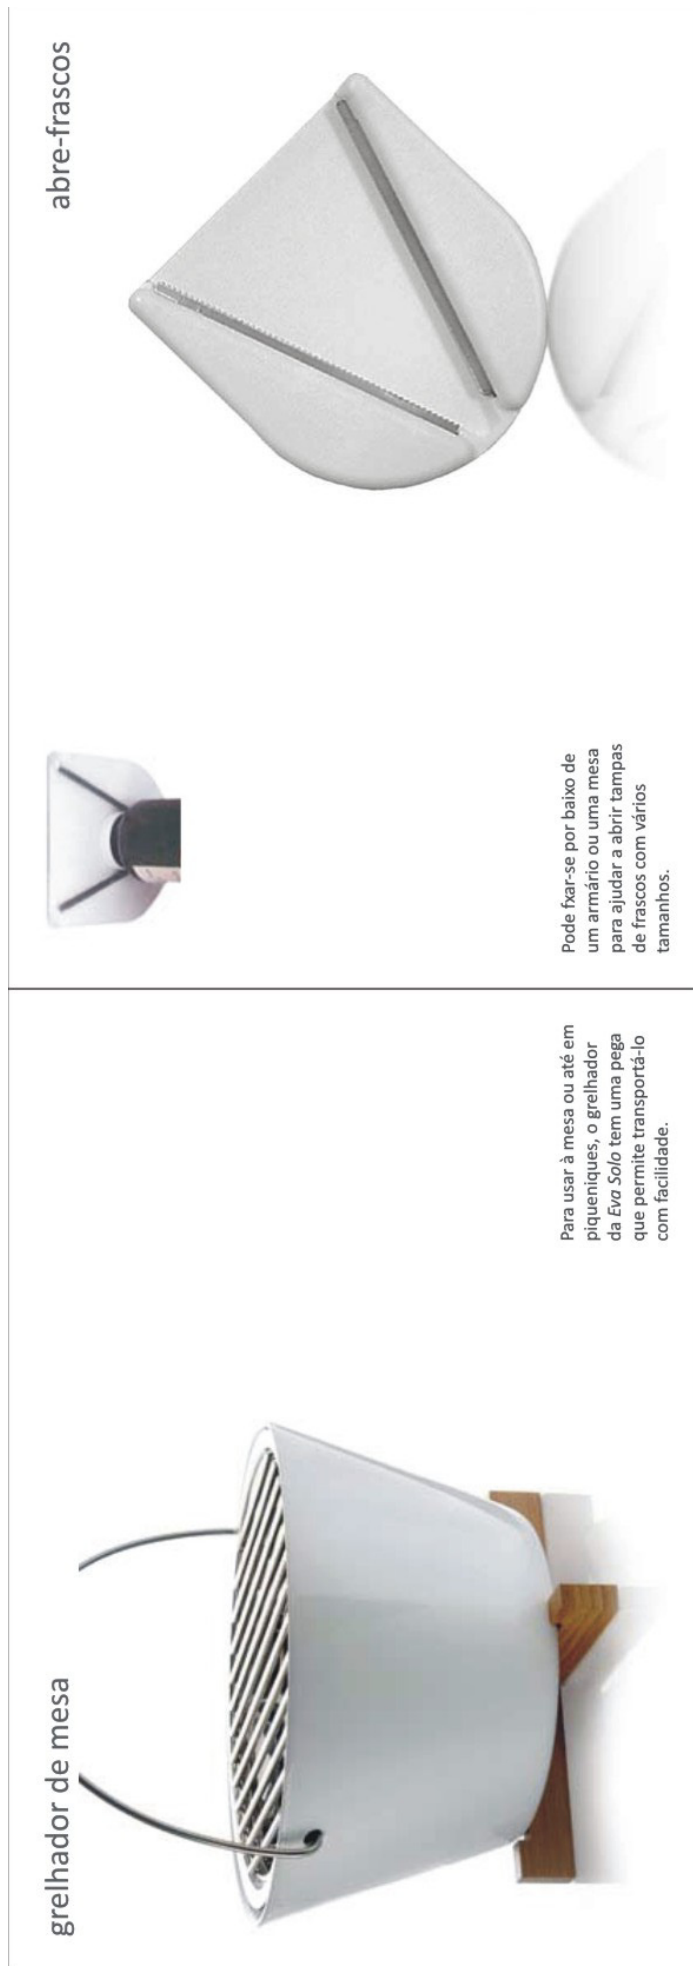 grelhador de mesa
Para usar à mesa ou até em
piqueniques, o grelhador
da Eva Solo tem uma pega
que permite transportá-lo
com facilidade.
abre-frascos
Pode fxar-se por baixo de
um armário ou uma mesa
para ajudar a abrir tampas
de frascos com vários
tamanhos.